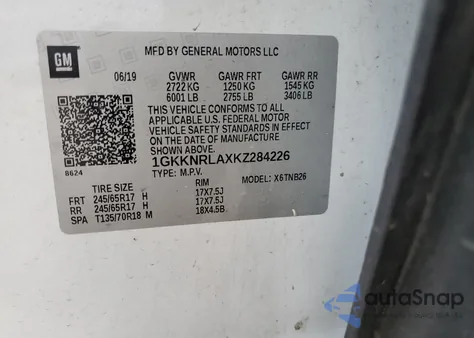 GM
MFD BY GENERAL MOTORS LLC
06/19 GVWR GAWR FRT GAWR RR
2722 KG 1250 KG 1545 KG
6001 LB 2755 LB 3406 LB
THIS VEHICLE CONFORMS TO ALL
APPLICABLE U.S. FEDERAL MOTOR
VEHICLE SAFETY STANDARDS IN EFFECT
ON THE DATE OF MANUFACTURE
SHOWN ABOVE.
1GKKNRLAXKZ284226
8624 TYPE: M.P.V. MODEL: X6TNB26
TIRE SIZE RIM
FRT 245/65R17 H 17X7.5J
RR 245/65R17 H 17X7.5J
SPA T135/70R18 M 18X4.5B
autoSnap